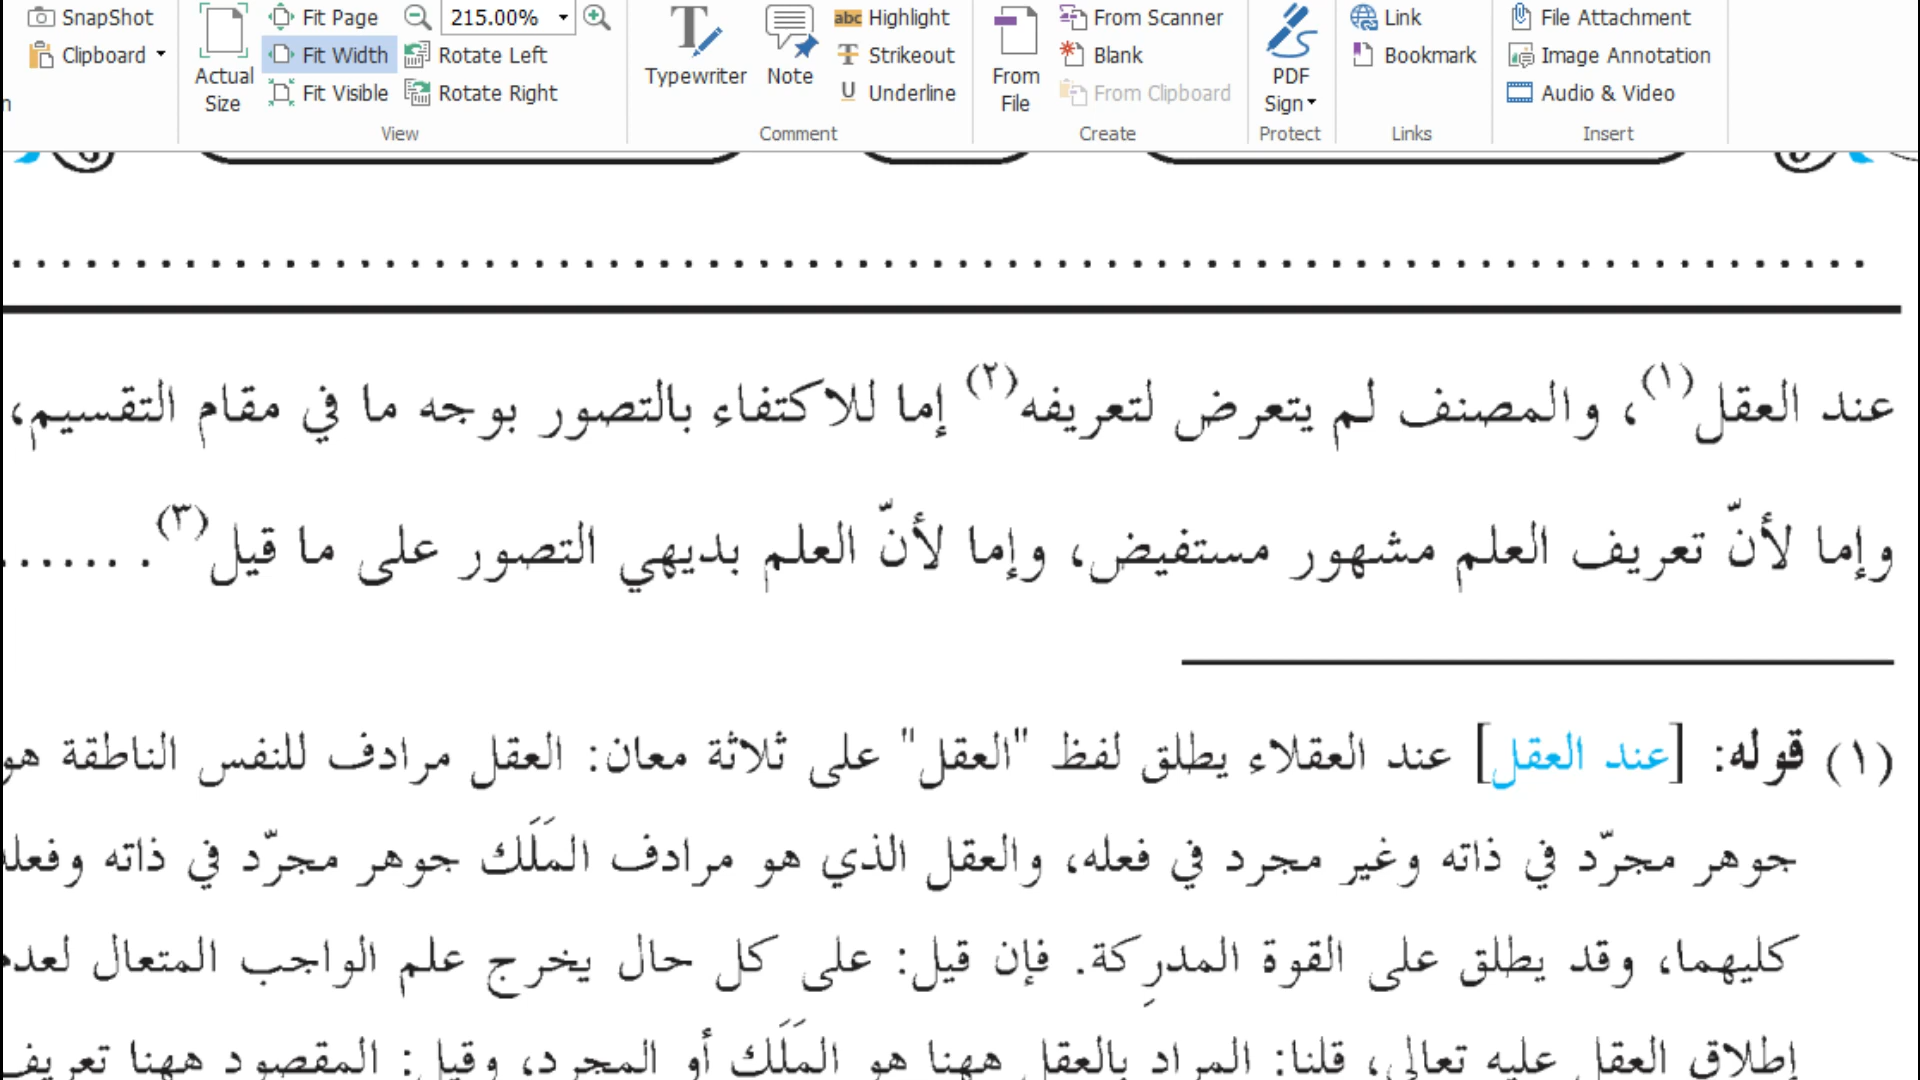 SnapShot
Clipboard
Actual Size
Fit Page
Fit Width
Fit Visible
215.00%
Rotate Left
Rotate Right
View
Typewriter
Note
Highlight
Strikeout
Underline
Comment
From File
From Scanner
Blank
From Clipboard
Create
PDF Sign
Protect
Link
Bookmark
Links
File Attachment
Image Annotation
Audio & Video
Insert
عند العقل(١)، والمصنف لم يتعرض لتعريفه(٢) إما للاكتفاء بالتصور بوجه ما في مقام التقسيم،
وإما لأنّ تعريف العلم مشهور مستفيض، وإما لأنّ العلم بديهي التصور على ما قيل(٣). ......
(١) قوله: [عند العقل] عند العقلاء يطلق لفظ "العقل" على ثلاثة معان: العقل مرادف للنفس الناطقة هو
جوهر مجرّد في ذاته وغير مجرد في فعله، والعقل الذي هو مرادف المَلَك جوهر مجرّد في ذاته وفعله
كليهما، وقد يطلق على القوة المدرِكة. فإن قيل: على كل حال يخرج علم الواجب المتعال لعدم
إطلاق العقل عليه تعالى، قلنا: المراد بالعقل ههنا هو المَلَك أو المجرد، وقيل: المقصود ههنا تعريف